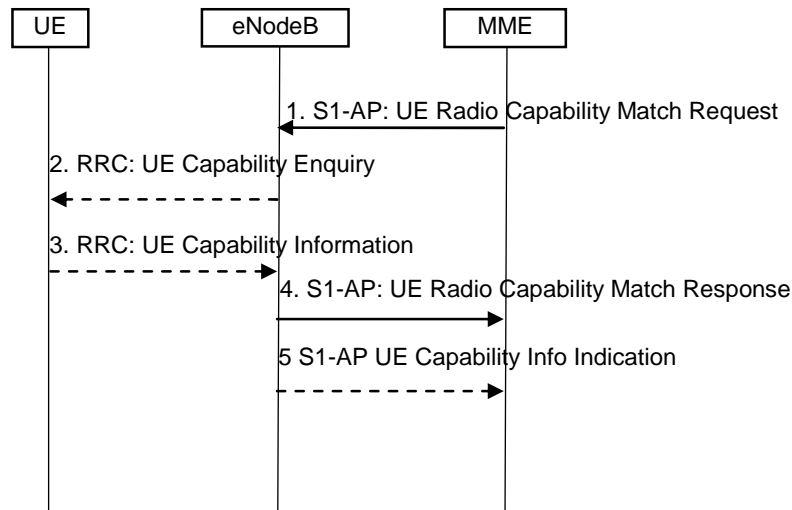 UE
eNodeB
MME
1. S1-AP: UE Radio Capability Match Request
2. RRC: UE Capability Enquiry
3. RRC: UE Capability Information
4. S1-AP: UE Radio Capability Match Response
5 S1-AP UE Capability Info Indication